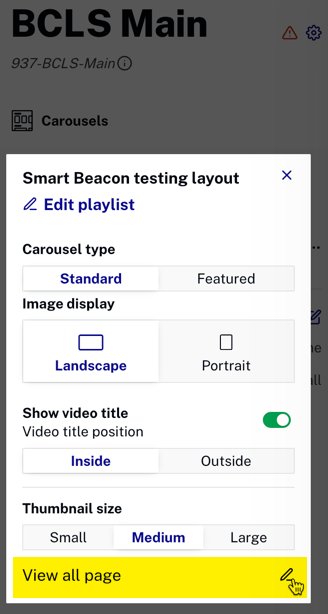 BCLS Main
937-BCLS-Main
Carousels
Smart Beacon testing layout
Edit playlist
Carousel type
Standard Featured
Image display
Landscape Portrait
Show video title
Video title position
Inside Outside
Thumbnail size
Small Medium Large
View all page